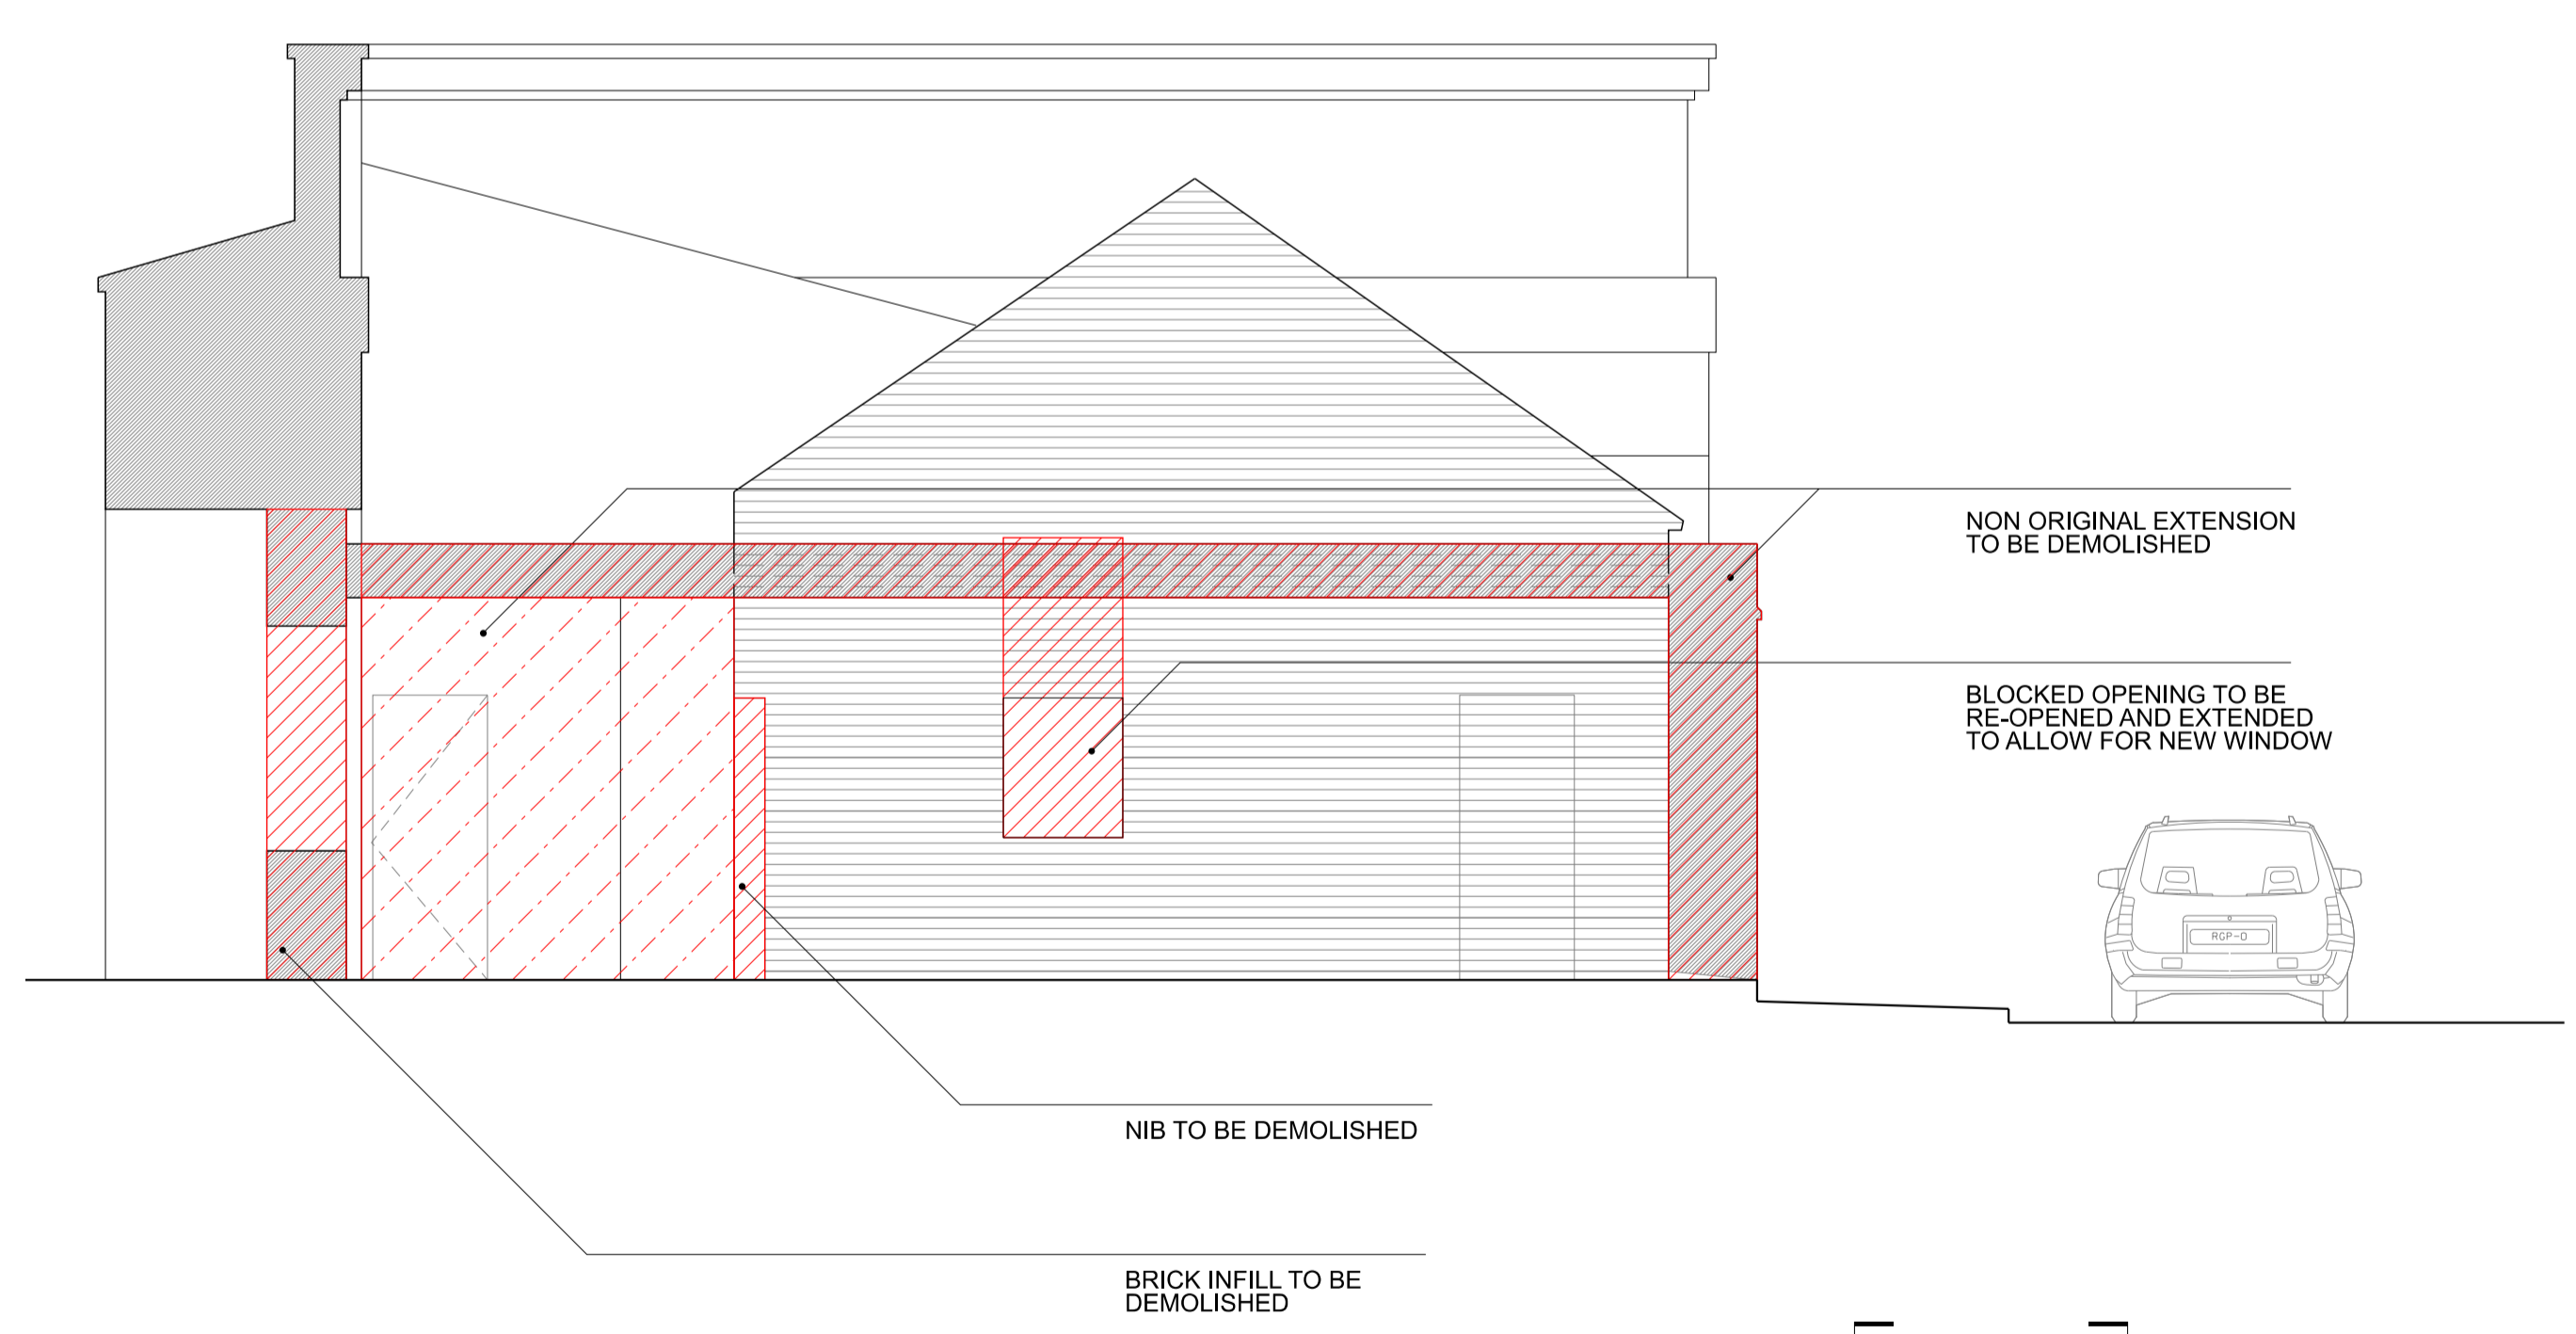 NON ORIGINAL EXTENSION
TO BE DEMOLISHED
BLOCKED OPENING TO BE
RE-OPENED AND EXTENDED
TO ALLOW FOR NEW WINDOW
RGP-D
NIB TO BE DEMOLISHED
BRICK INFILL TO BE
DEMOLISHED